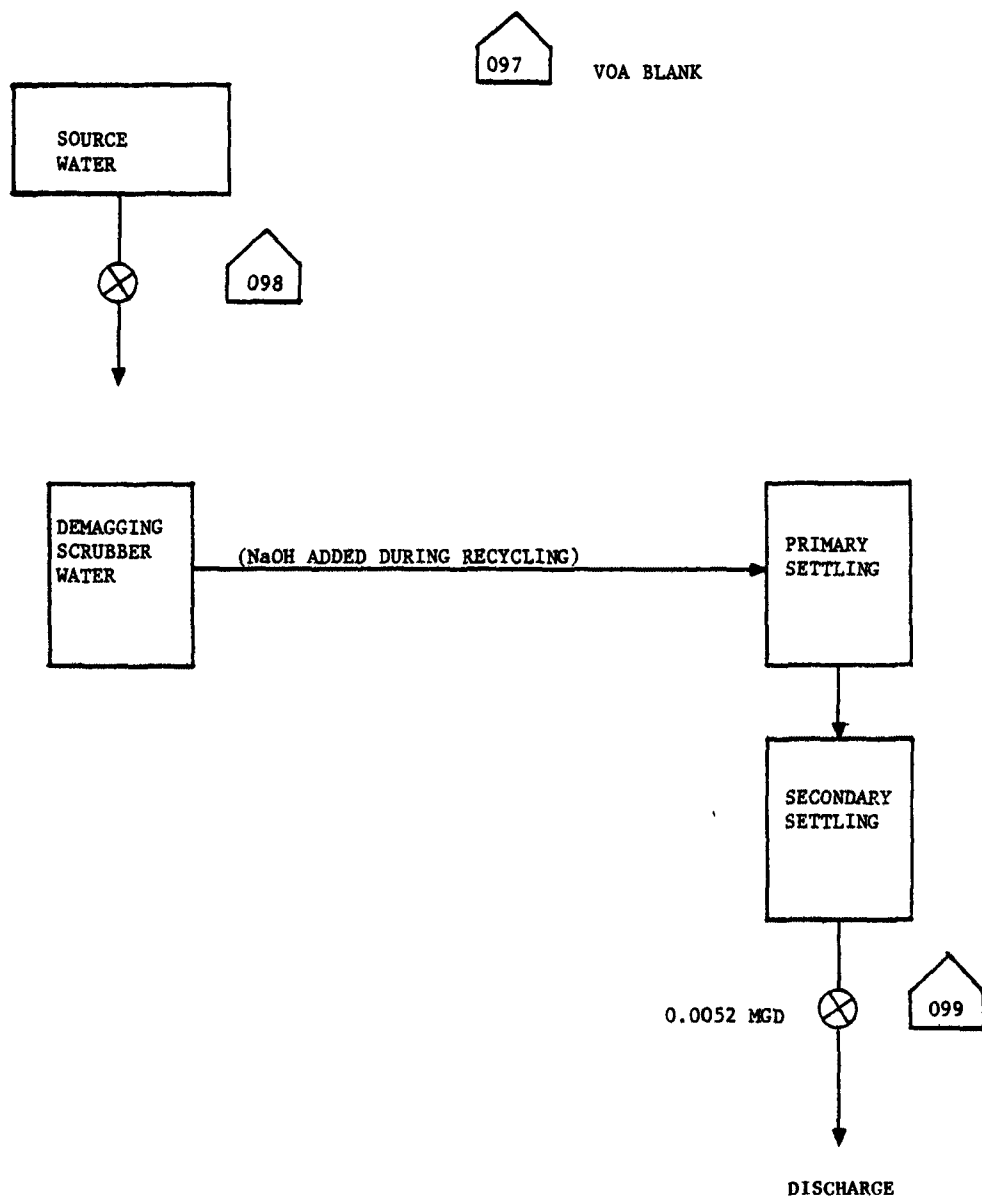 097
VOA BLANK
SOURCE
WATER
098
DEMAGGING
SCRUBBER
WATER
(NaOH ADDED DURING RECYCLING)
PRIMARY
SETTLING
SECONDARY
SETTLING
0.0052 MGD
099
DISCHARGE